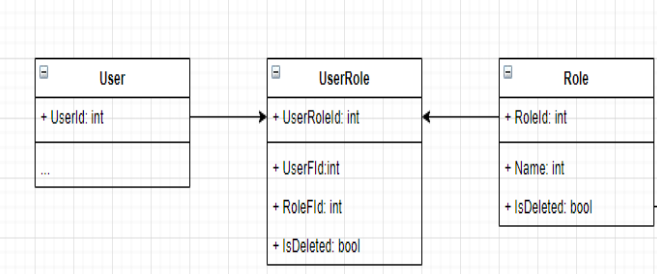 User
+ UserId: int
...
UserRole
+ UserRoleId: int
+ UserFId:int
+ RoleFId: int
+ IsDeleted: bool
Role
+ RoleId: int
+ Name: int
+ IsDeleted: bool